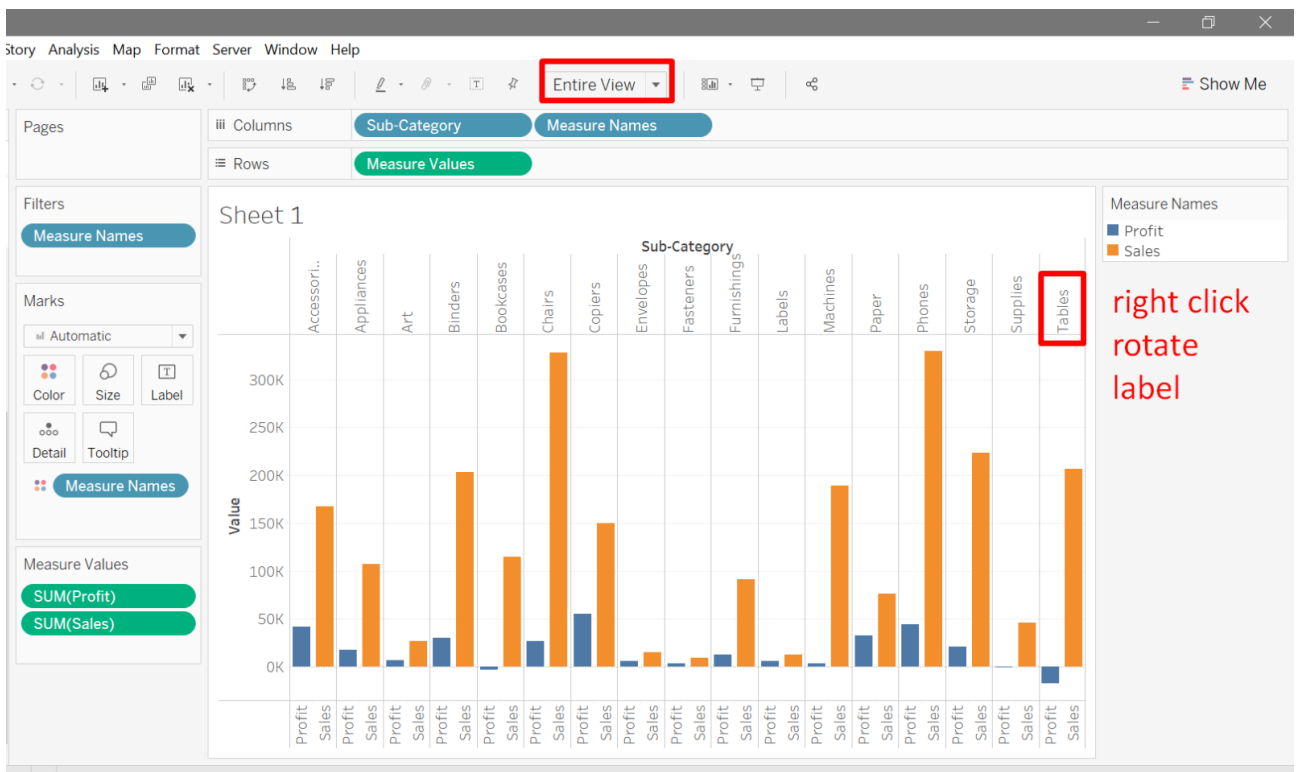 Story Analysis Map Format Server Window Help
Entire View
Show Me
Pages
Columns
Sub-Category
Measure Names
Rows
Measure Values
Filters
Measure Names
Marks
Automatic
Color Size Label
Detail Tooltip
Measure Names
Measure Values
SUM(Profit)
SUM(Sales)
Sheet 1
Sub-Category
Accessori..
Appliances
Art
Binders
Bookcases
Chairs
Copiers
Envelopes
Fasteners
Furnishings
Labels
Machines
Paper
Phones
Storage
Supplies
Tables
Value
300K
250K
200K
150K
100K
50K
0K
Profit
Sales
Profit
Sales
Profit
Sales
Profit
Sales
Profit
Sales
Profit
Sales
Profit
Sales
Profit
Sales
Profit
Sales
Profit
Sales
Profit
Sales
Profit
Sales
Profit
Sales
Profit
Sales
Profit
Sales
Profit
Sales
Profit
Sales
Measure Names
Profit
Sales
right click
rotate
label